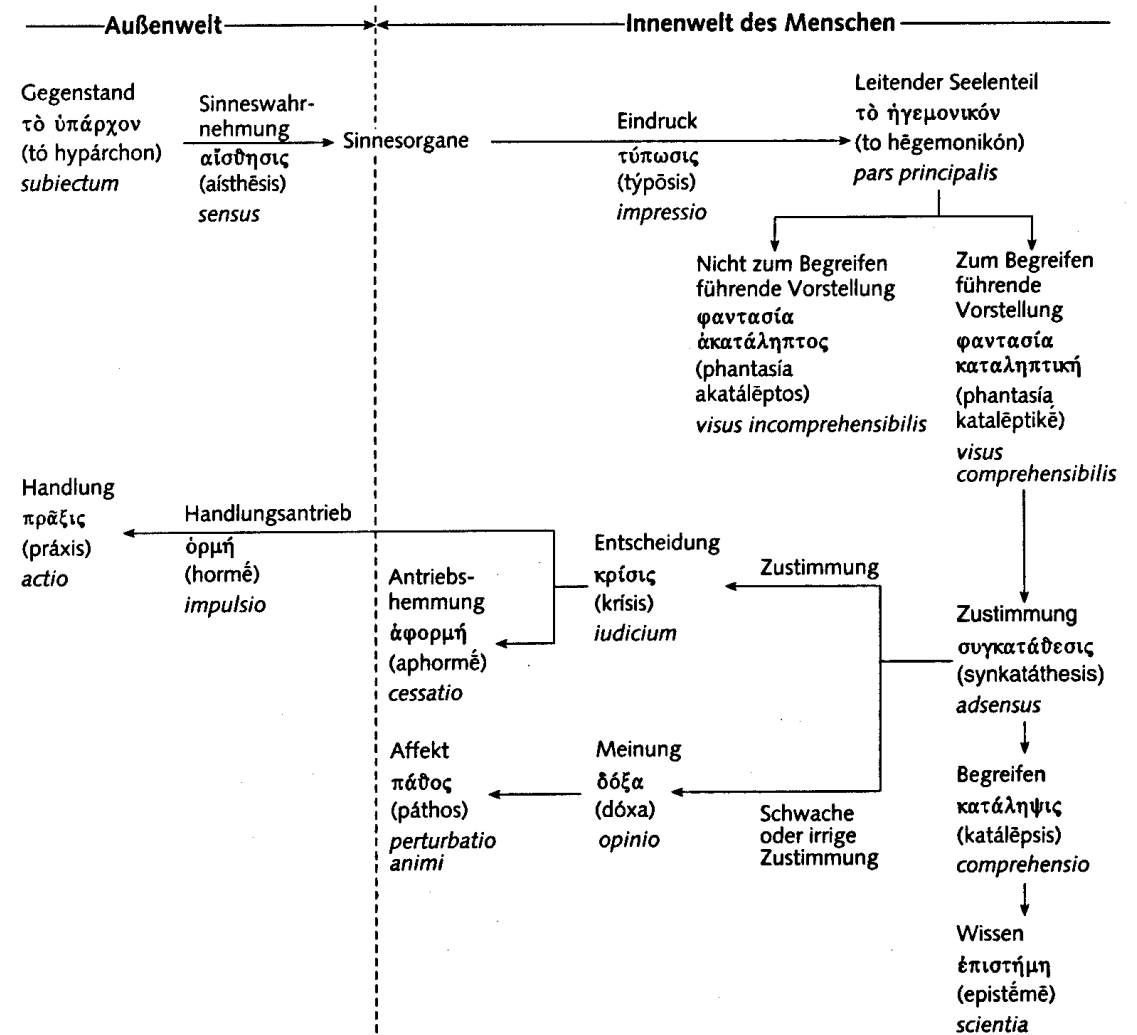 Außenwelt
Innenwelt des Menschen
Gegenstand
τὸ ὑπάρχον
(tó hypárchon)
subiectum
Sinneswahr-
nehmung
αἴσθησις
(aísthēsis)
sensus
Sinnesorgane
Eindruck
τύπωσις
(týpōsis)
impressio
Leitender Seelenteil
τὸ ἡγεμονικόν
(to hēgemonikón)
pars principalis
Nicht zum Begreifen
führende Vorstellung
φαντασία
ἀκατάληπτος
(phantasía
akatálēptos)
visus incomprehensibilis
Zum Begreifen
führende
Vorstellung
φαντασία
καταληπτική
(phantasía
katalēptikḗ)
visus
comprehensibilis
Handlung
πρᾶξις
(práxis)
actio
Handlungsantrieb
ὁρμή
(hormḗ)
impulsio
Antriebs-
hemmung
ἀφορμή
(aphormḗ)
cessatio
Entscheidung
κρίσις
(krísis)
iudicium
Zustimmung
Zustimmung
συγκατάθεσις
(synkatáthesis)
adsensus
Affekt
πάθος
(páthos)
perturbatio
animi
Meinung
δόξα
(dóxa)
opinio
Schwache
oder irrige
Zustimmung
Begreifen
κατάληψις
(katálēpsis)
comprehensio
Wissen
ἐπιστήμη
(epistḗmē)
scientia